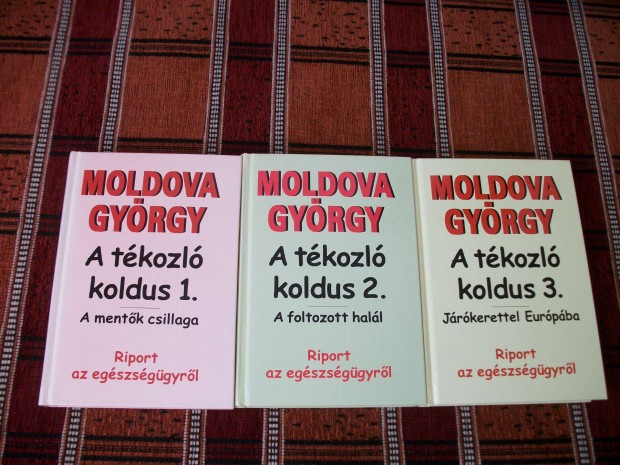 MOLDOVA
GYÖRGY
A tékozló
koldus 1.
A mentők csillaga
Riport
az egészségügyről
MOLDOVA
GYÖRGY
A tékozló
koldus 2.
A foltozott halál
Riport
az egészségügyről
MOLDOVA
GYÖRGY
A tékozló
koldus 3.
Járókerettel Európába
Riport
az egészségügyről